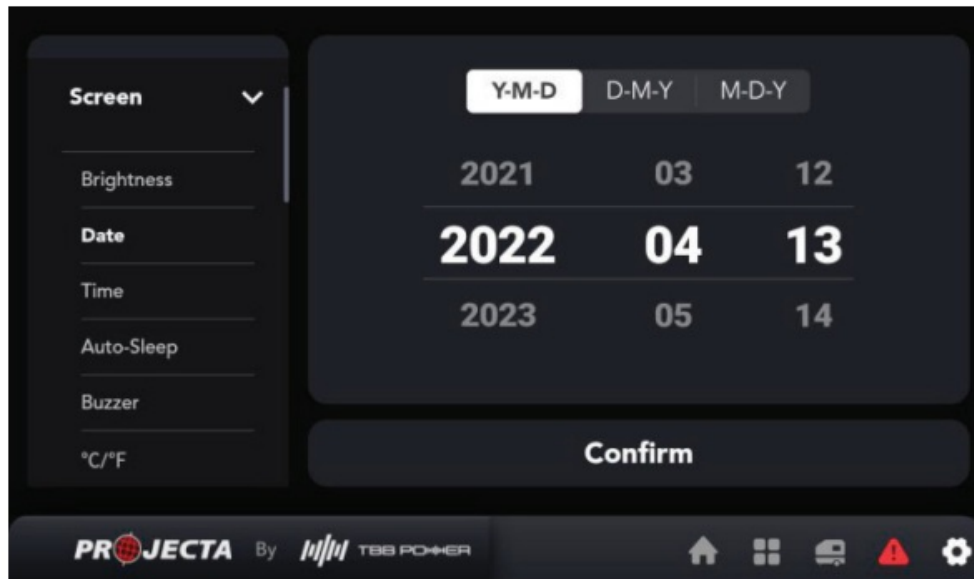 Screen
Brightness
Date
Time
Auto-Sleep
Buzzer
°C/°F
Y-M-D D-M-Y M-D-Y
2021 03 12
2022 04 13
2023 05 14
Confirm
PROJECTA By TBB POWER